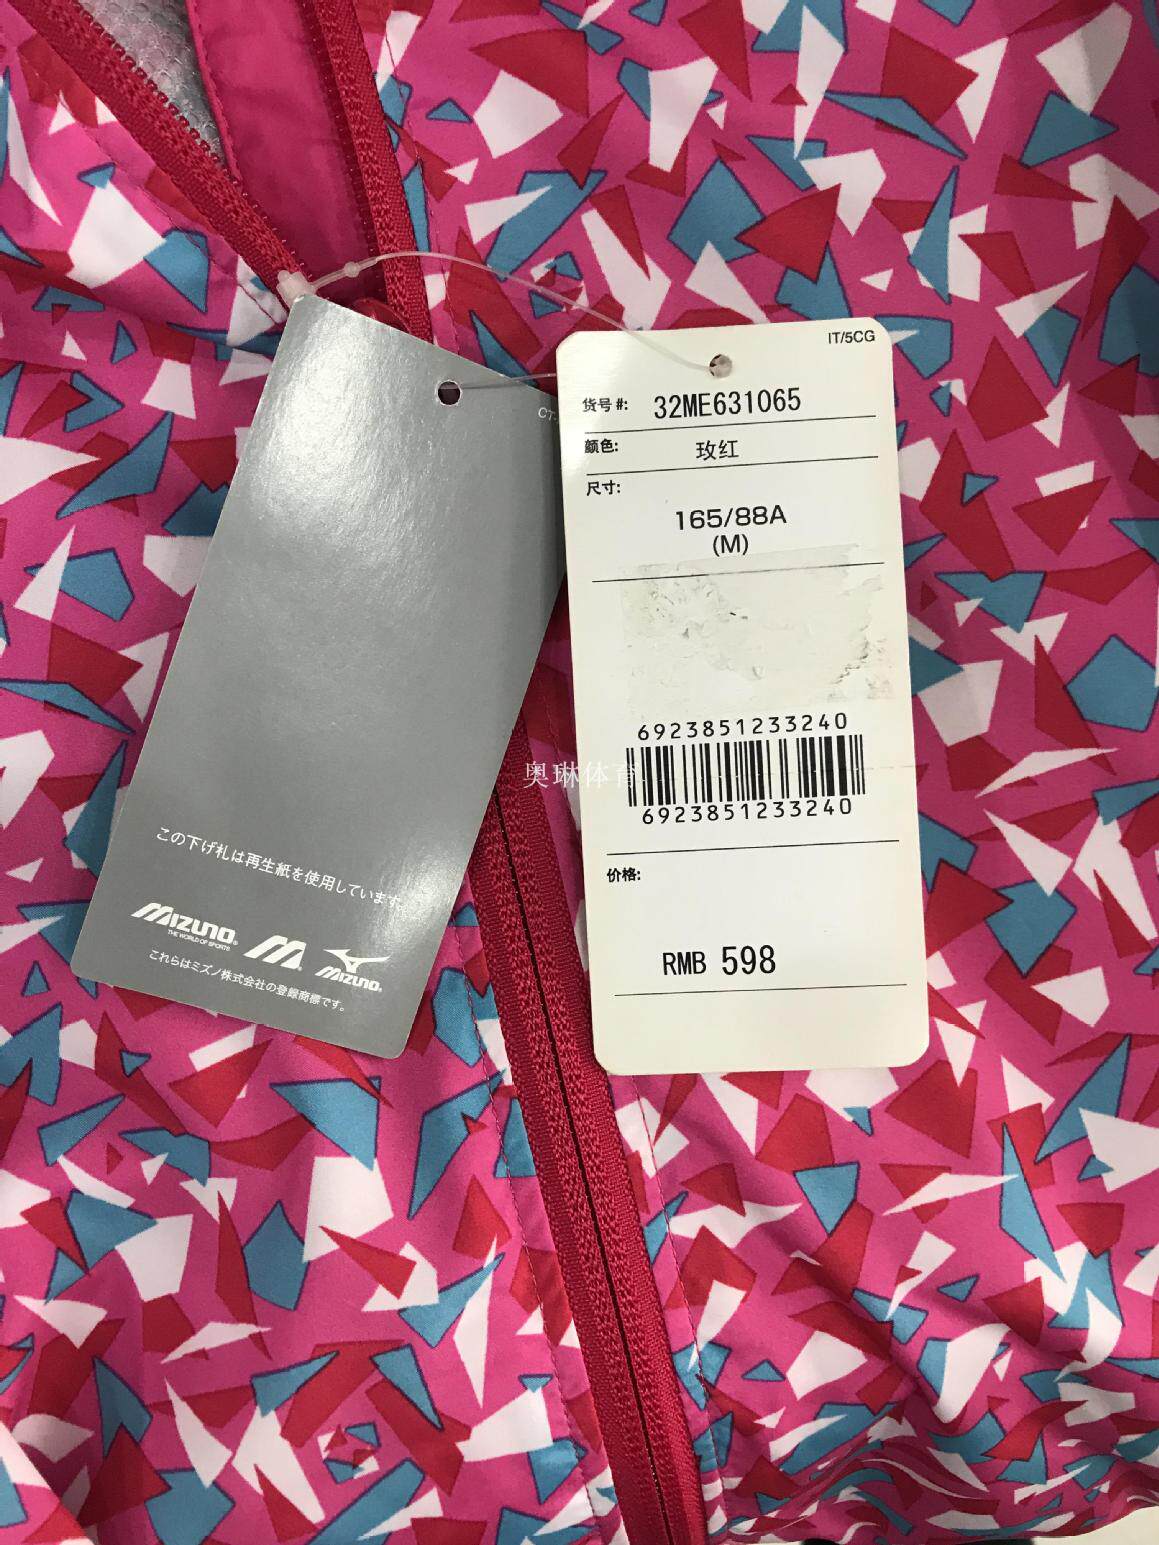 CT-
この下げ札は再生紙を使用しています。
MIZUNO
THE WORLD OF SPORTS
MIZUNO
これらはミズノ株式会社の登録商標です。
IT/5CG
货号#: 32ME631065
颜色: 玫红
尺寸:
165/88A
(M)
6923851233240
奥琳体育
6923851233240
价格:
RMB 598